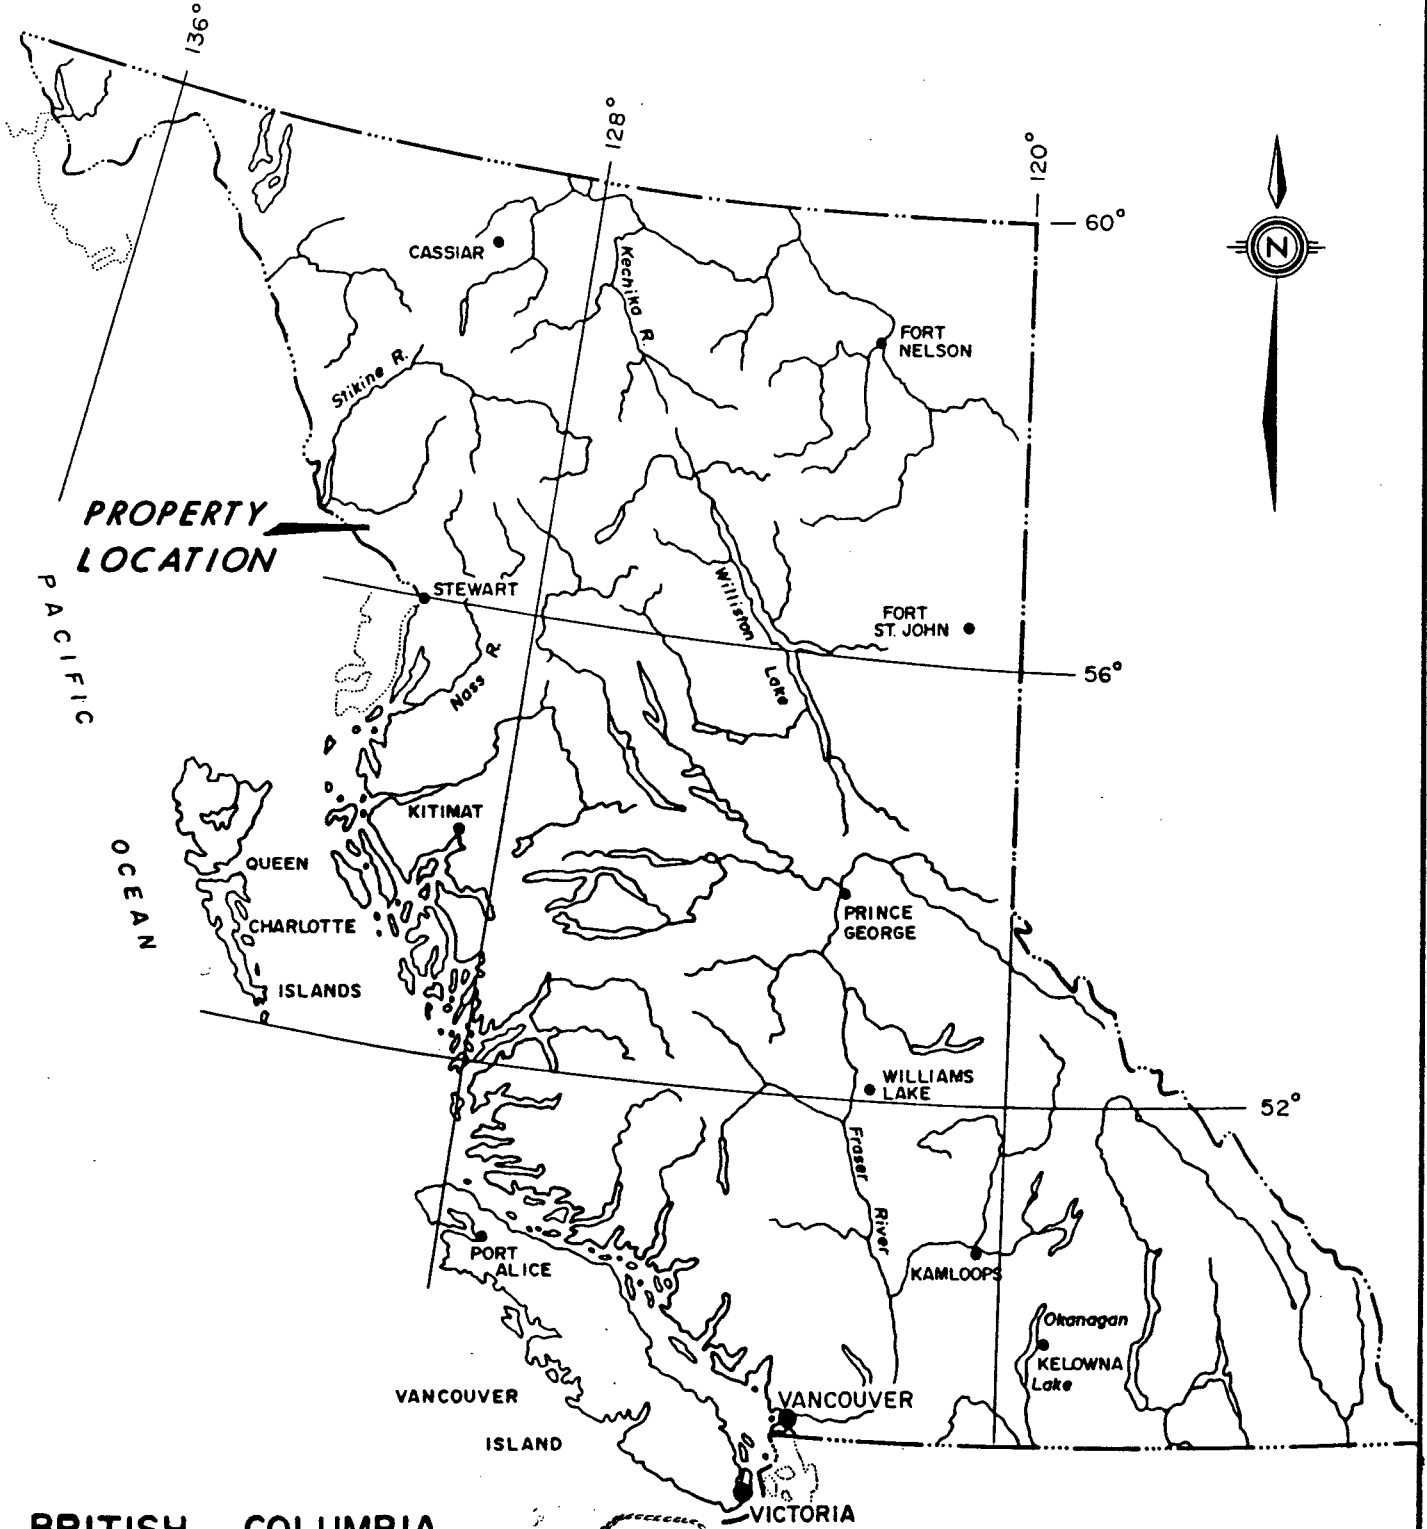 136°
128°
120°
60°
N
CASSIAR
Kechika R.
FORT
NELSON
Stikine R.
PROPERTY
LOCATION
PACIFIC
OCEAN
STEWART
Williston
Lake
FORT
ST. JOHN
56°
Nass R.
KITIMAT
QUEEN
CHARLOTTE
ISLANDS
PRINCE
GEORGE
WILLIAMS
LAKE
52°
Fraser
River
PORT
ALICE
KAMLOOPS
Okanagan
KELOWNA
Lake
VANCOUVER
ISLAND
VANCOUVER
VICTORIA
BRITISH COLUMBIA